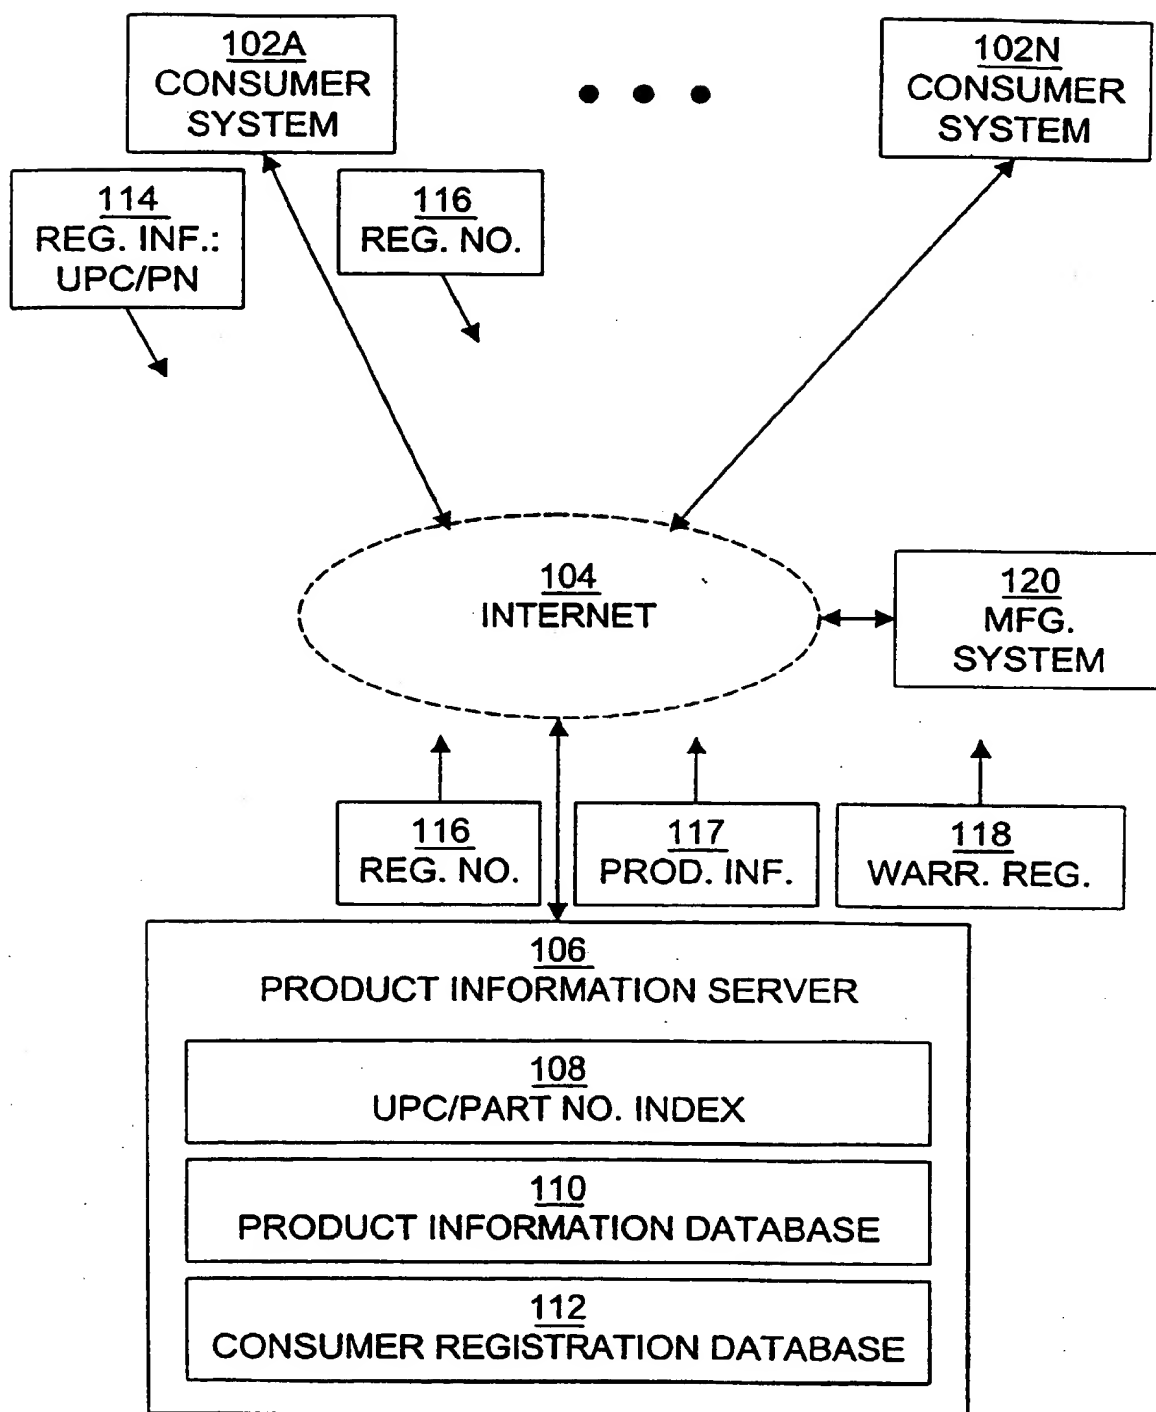 102A
CONSUMER
SYSTEM
102N
CONSUMER
SYSTEM
114
REG. INF.:
UPC/PN
116
REG. NO.
104
INTERNET
120
MFG.
SYSTEM
116
REG. NO.
117
PROD. INF.
118
WARR. REG.
106
PRODUCT INFORMATION SERVER
108
UPC/PART NO. INDEX
110
PRODUCT INFORMATION DATABASE
112
CONSUMER REGISTRATION DATABASE